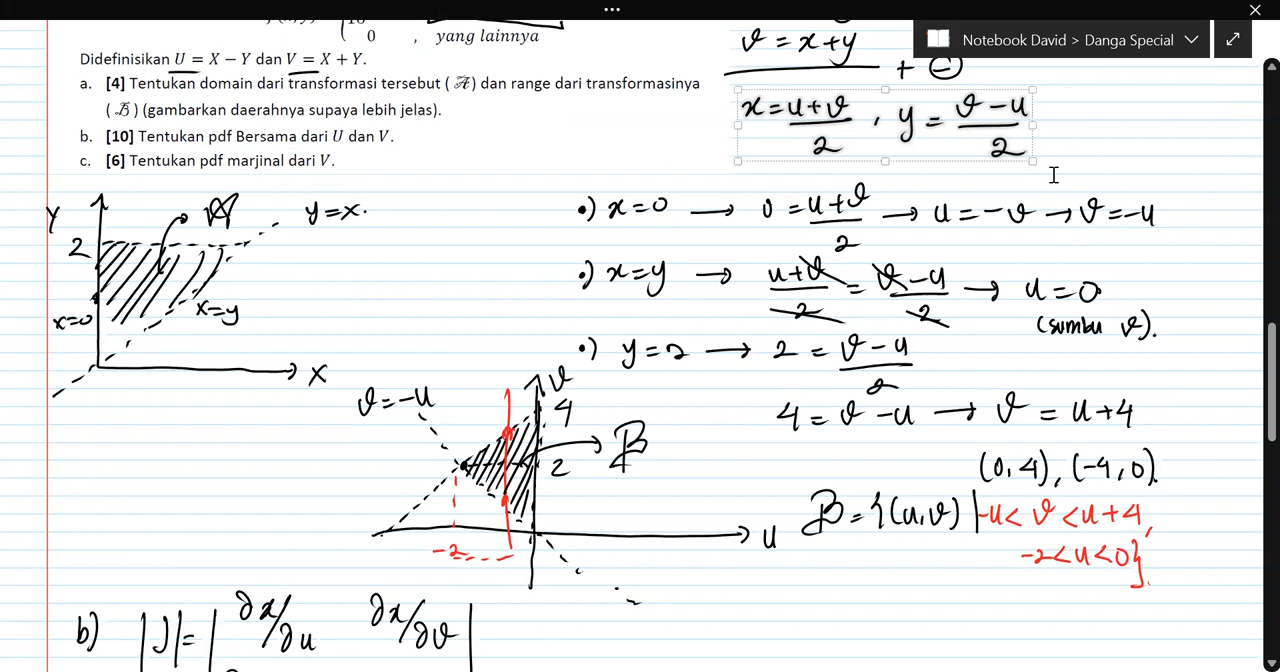 0 , yang lainnya
Didefinisikan U = X − Y dan V = X + Y.
a. [4] Tentukan domain dari transformasi tersebut (𝒜) dan range dari transformasinya
(ℬ) (gambarkan daerahnya supaya lebih jelas).
b. [10] Tentukan pdf Bersama dari U dan V.
c. [6] Tentukan pdf marjinal dari V.
Notebook David > Danga Special
v = x+y
+ ⊖
x = u+v/2 , y = v−u/2
Y
2
x=0
𝒜
y=x.
x=y
X
•) x=0 → 0 = u+v/2 → u = −v → v = −u
•) x=y → u+v/2 = v−u/2 → u=0
(sumbu v).
•) y=2 → 2 = v−u/2
4 = v−u → v = u+4
(0,4), (-4,0).
ℬ = {(u,v) | -u< v <u+4,
-2<u<0}.
v = −u
v
4
2
ℬ
-2
u
b) |J| = | ∂x/∂u ∂x/∂v |